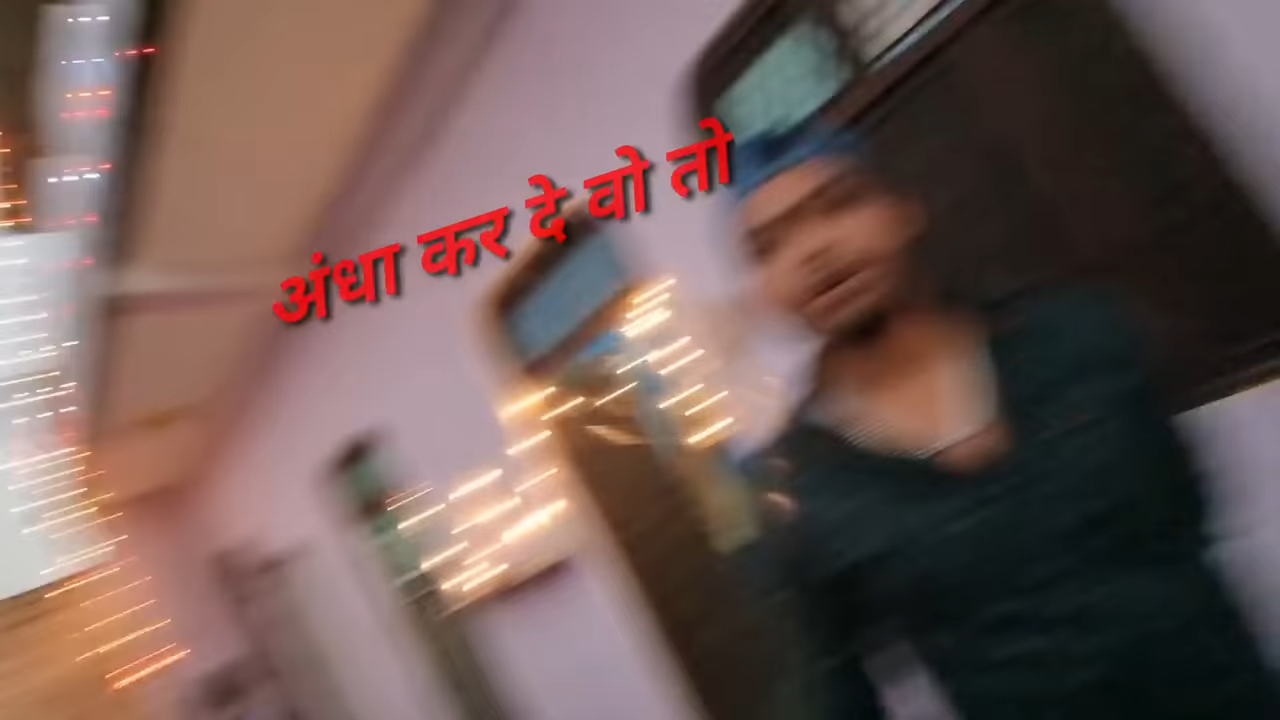 अंधा कर दे वो तो